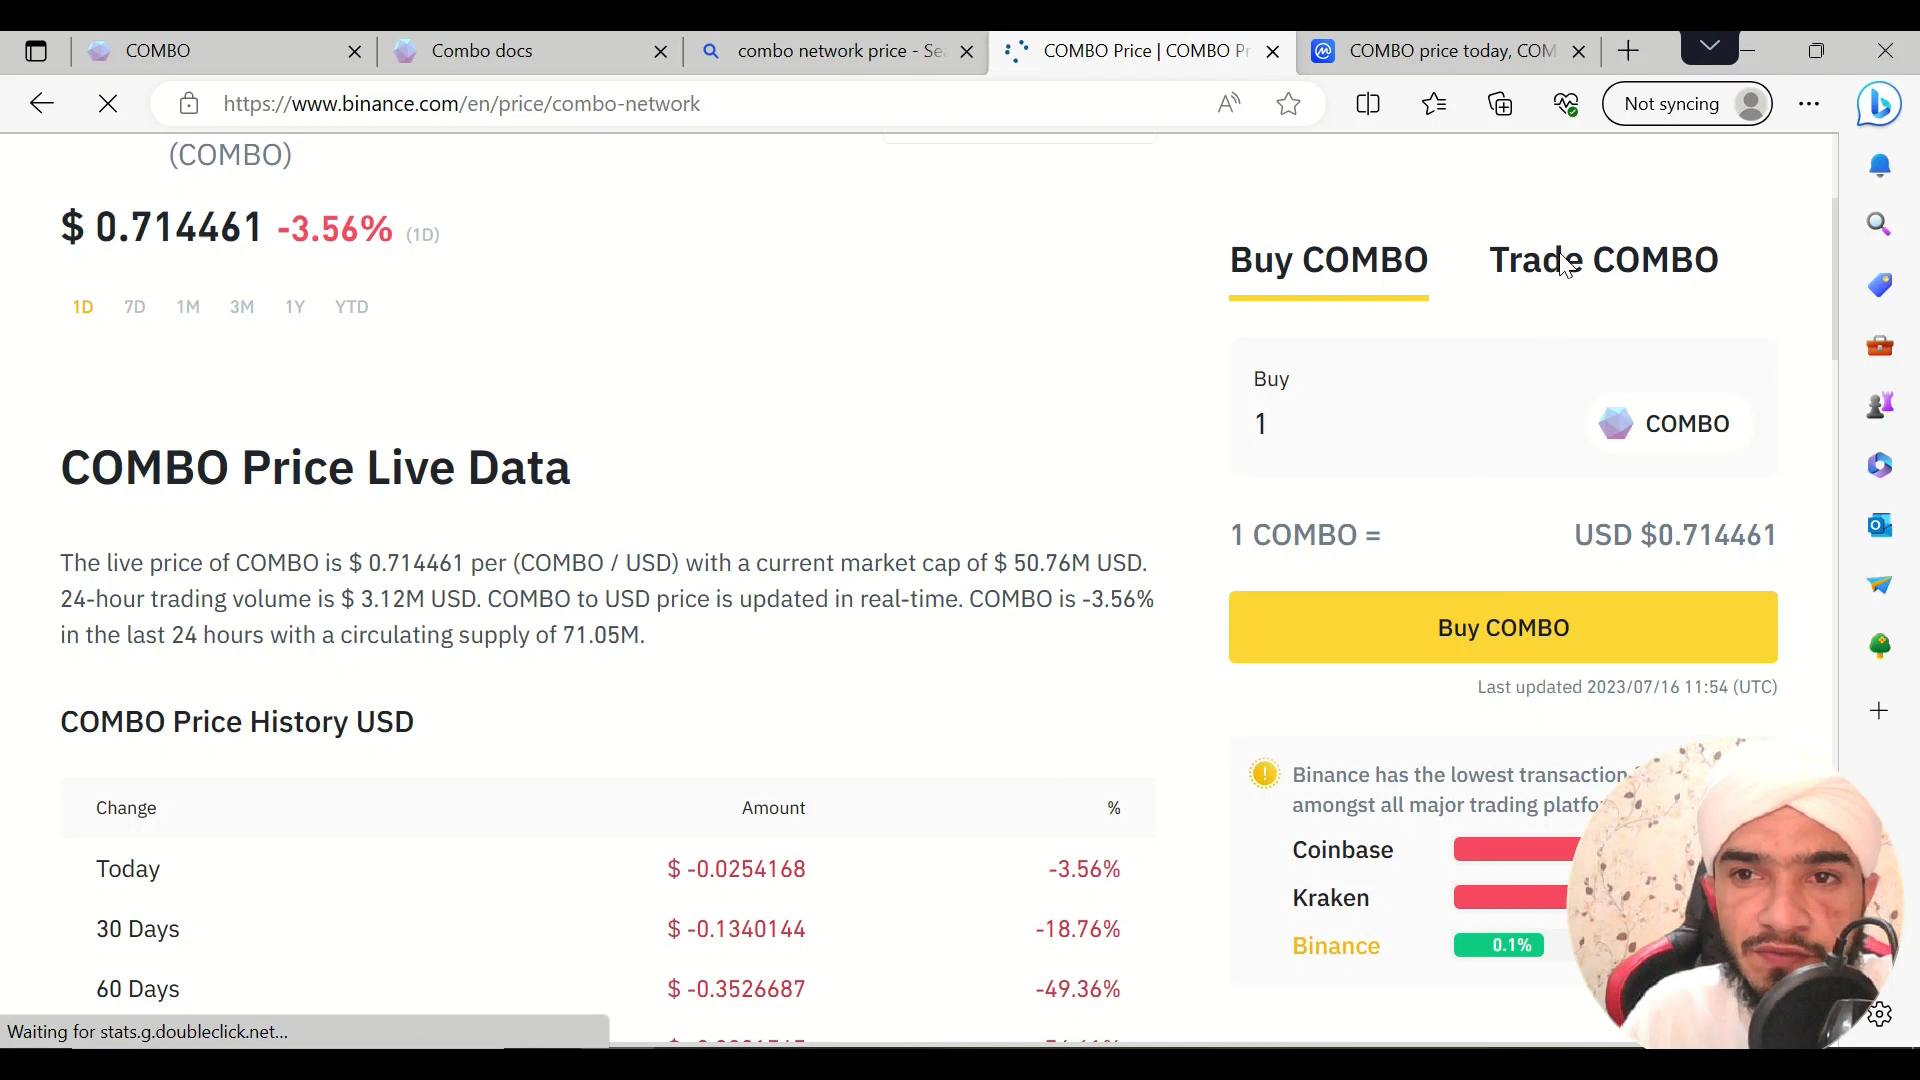 COMBO
Combo docs
combo network price - Se
COMBO Price | COMBO Pr
COMBO price today, COM
https://www.binance.com/en/price/combo-network
Not syncing
(COMBO)
$ 0.714461 -3.56% (1D)
1D 7D 1M 3M 1Y YTD
Buy COMBO Trade COMBO
Buy
1 COMBO
1 COMBO = USD $0.714461
Buy COMBO
Last updated 2023/07/16 11:54 (UTC)
COMBO Price Live Data
The live price of COMBO is $ 0.714461 per (COMBO / USD) with a current market cap of $ 50.76M USD.
24-hour trading volume is $ 3.12M USD. COMBO to USD price is updated in real-time. COMBO is -3.56%
in the last 24 hours with a circulating supply of 71.05M.
COMBO Price History USD
Change Amount %
Today $ -0.0254168 -3.56%
30 Days $ -0.1340144 -18.76%
60 Days $ -0.3526687 -49.36%
Binance has the lowest transaction
amongst all major trading platfo
Coinbase
Kraken
Binance 0.1%
Waiting for stats.g.doubleclick.net...